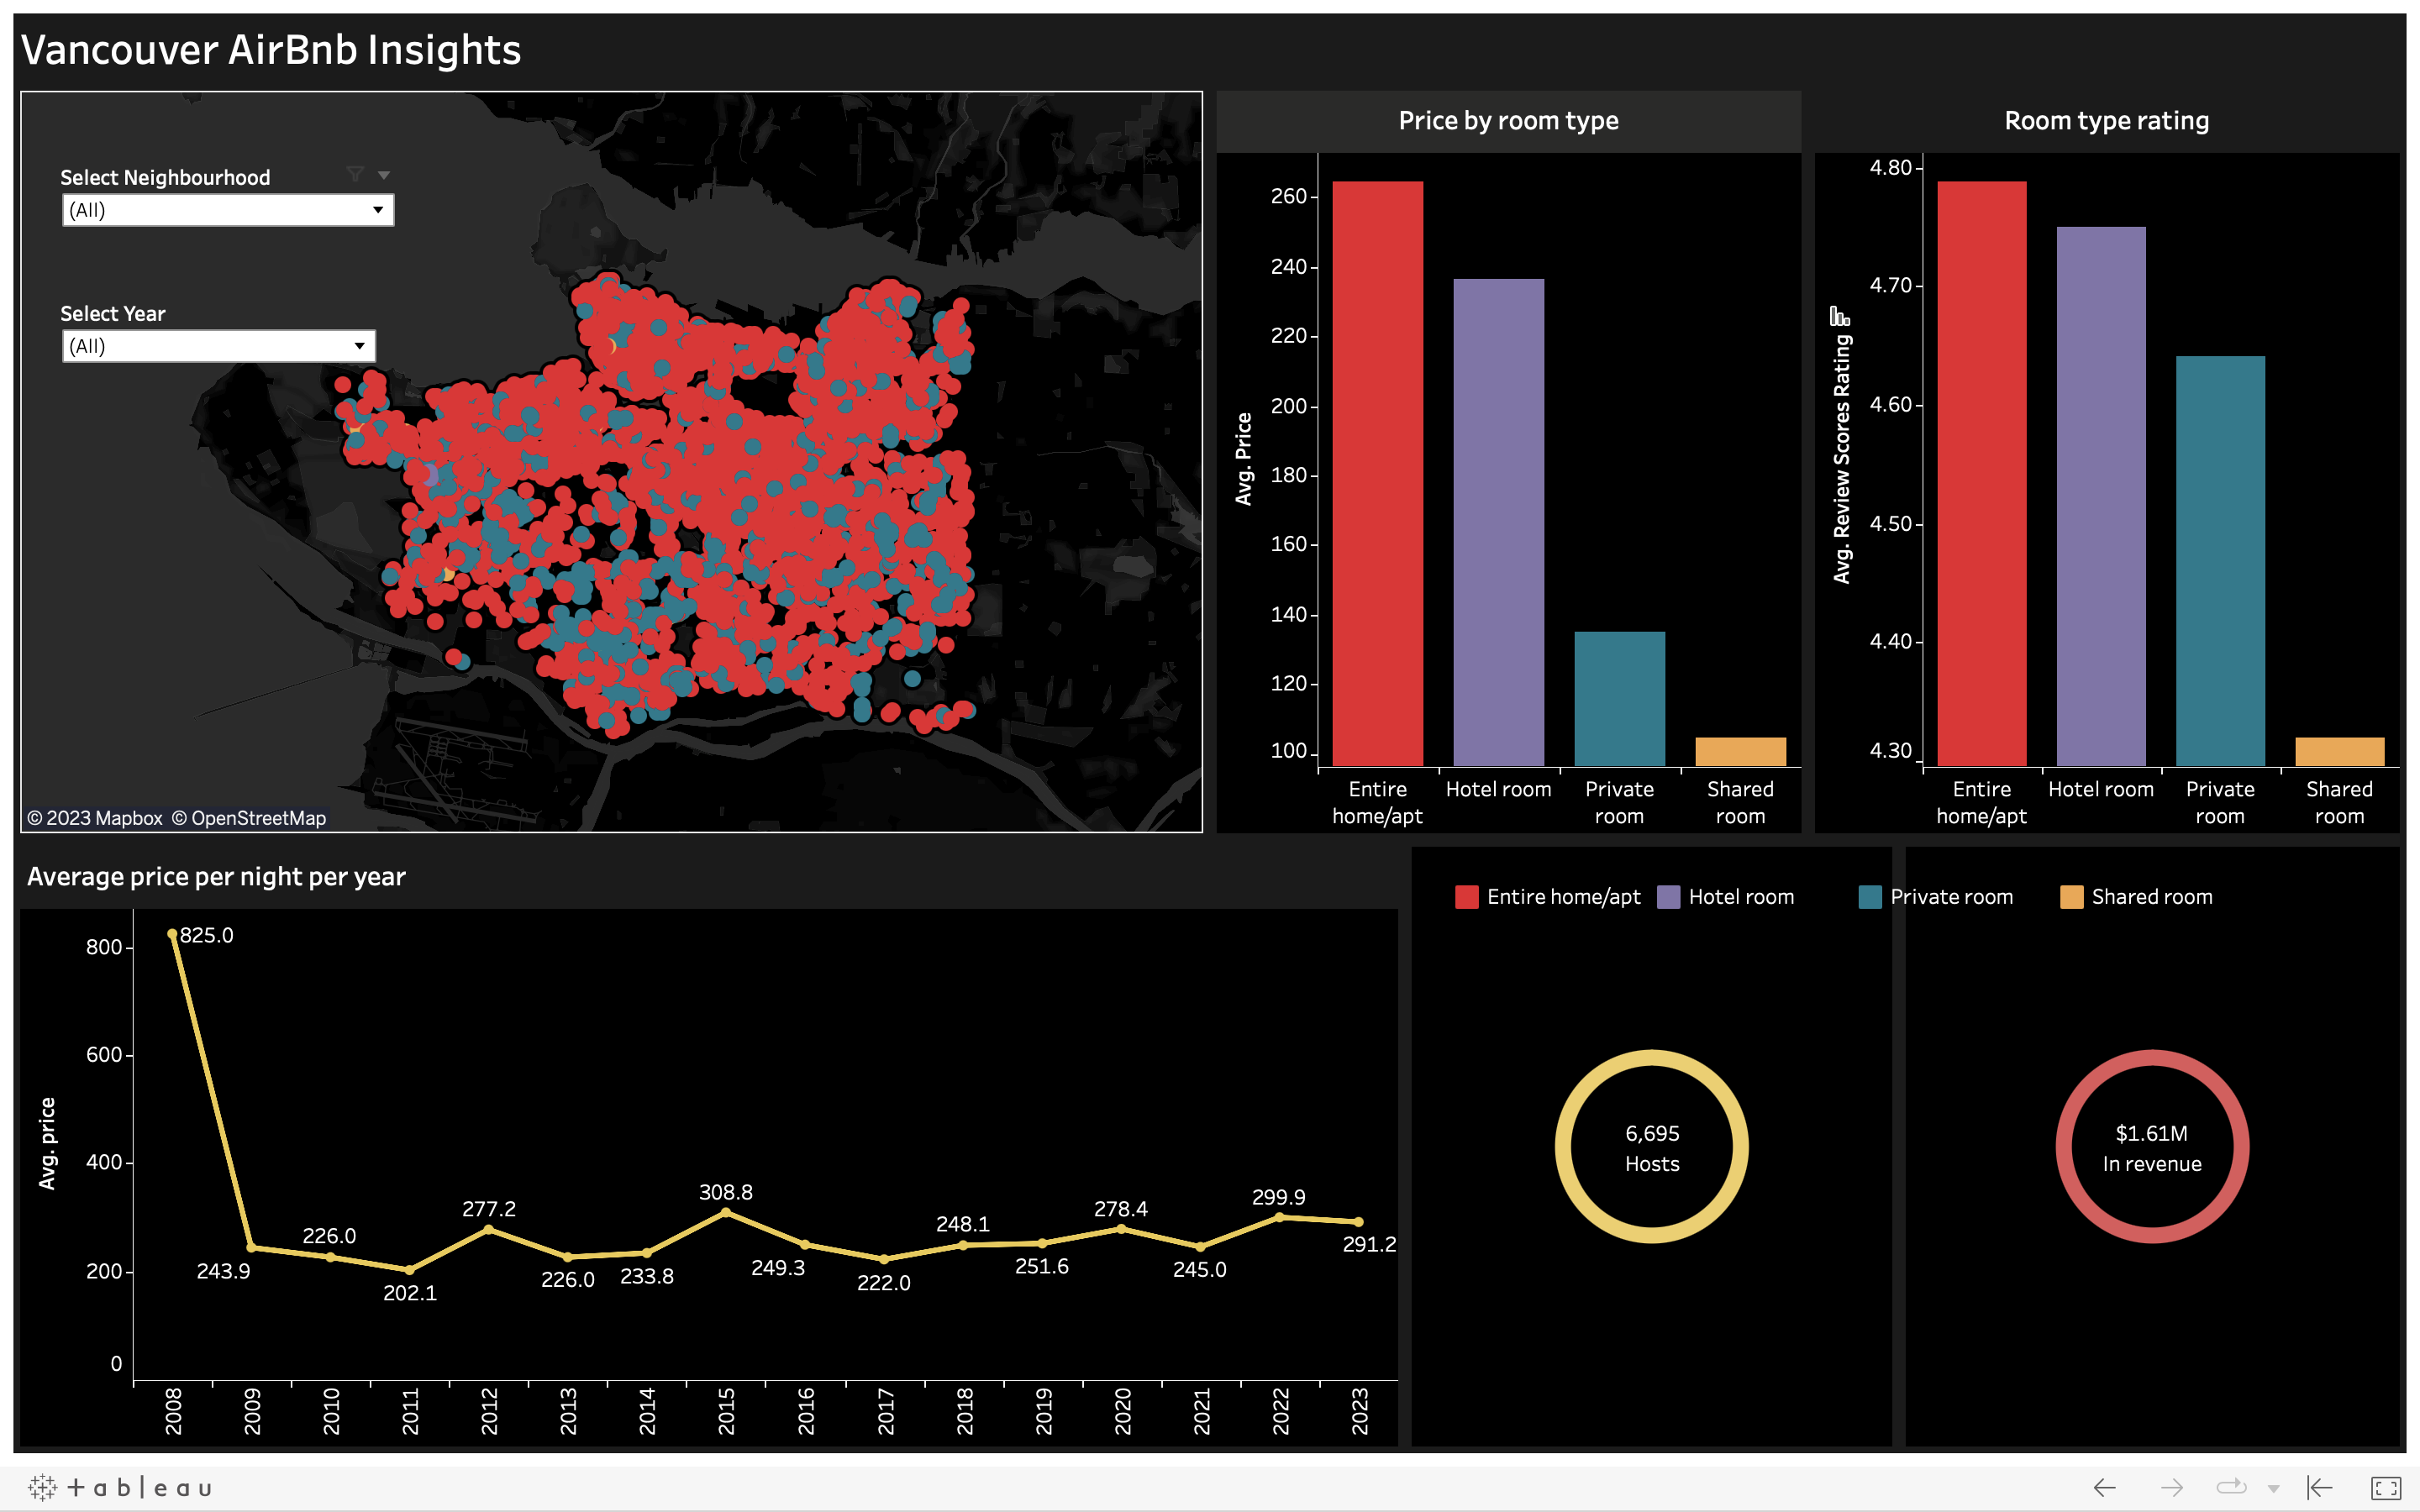 Vancouver AirBnb Insights
Select Neighbourhood
(All)
Select Year
(All)
© 2023 Mapbox © OpenStreetMap
Price by room type
Avg. Price
260
240
220
200
180
160
140
120
100
Entire home/apt
Hotel room
Private room
Shared room
Room type rating
Avg. Review Scores Rating
4.80
4.70
4.60
4.50
4.40
4.30
Entire home/apt
Hotel room
Private room
Shared room
Average price per night per year
Avg. price
800
600
400
200
0
825.0
243.9
226.0
202.1
277.2
226.0
233.8
308.8
249.3
222.0
248.1
251.6
278.4
245.0
299.9
291.2
2008
2009
2010
2011
2012
2013
2014
2015
2016
2017
2018
2019
2020
2021
2022
2023
Entire home/apt
Hotel room
Private room
Shared room
6,695
Hosts
$1.61M
In revenue
+ a b l e a u